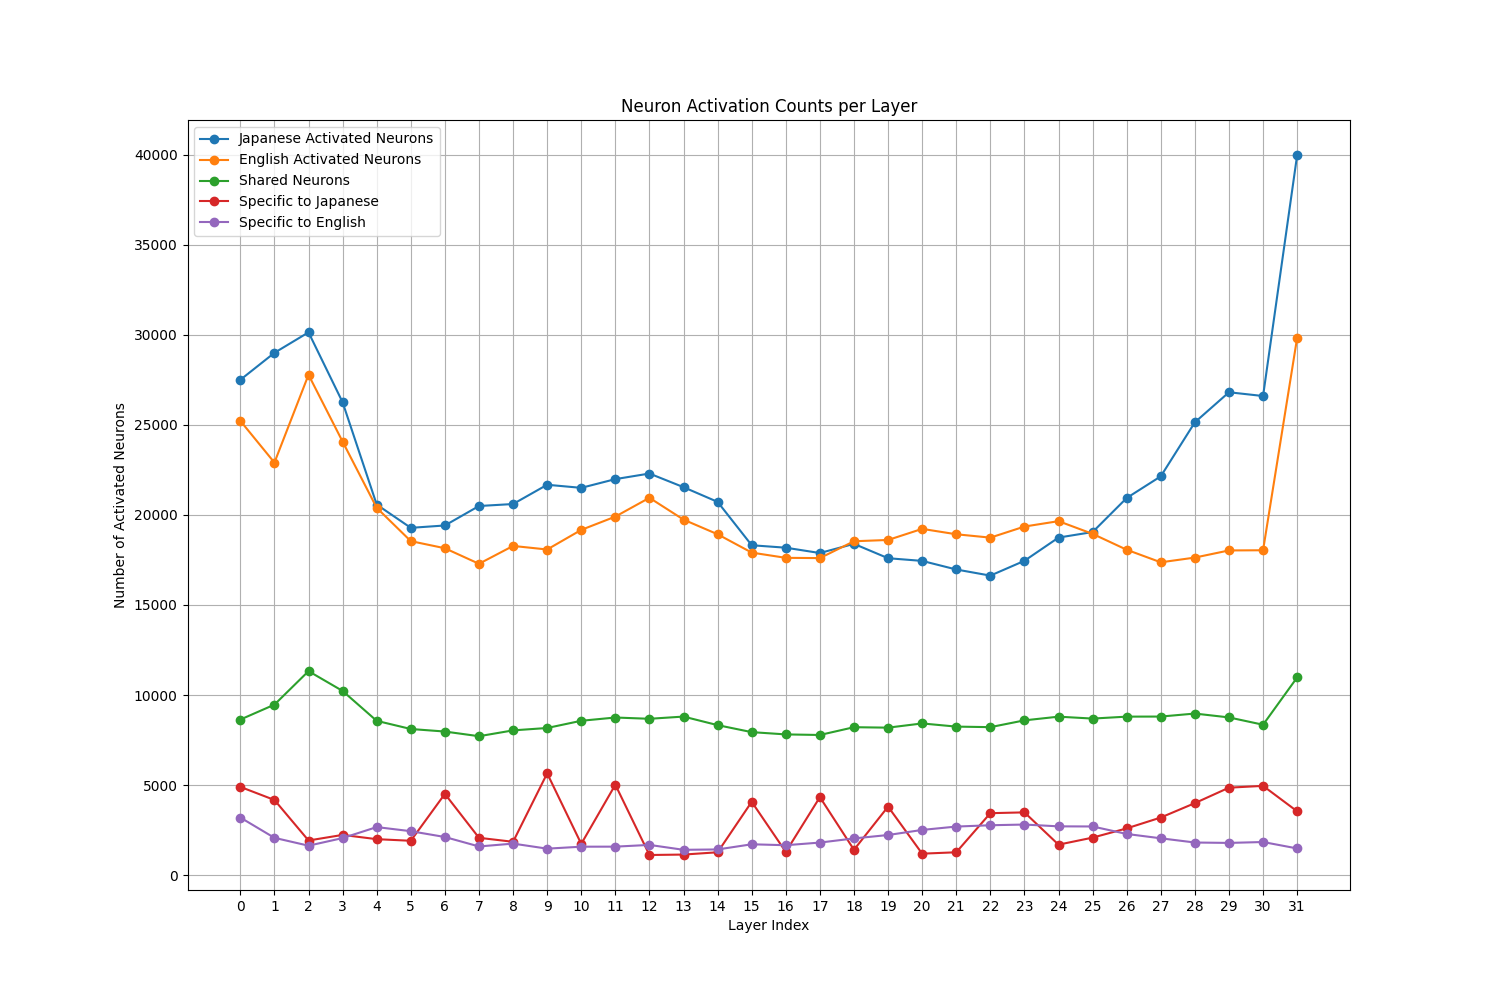 Neuron Activation Counts per Layer
Japanese Activated Neurons
English Activated Neurons
Shared Neurons
Specific to Japanese
Specific to English
40000
35000
30000
25000
20000
15000
10000
5000
0
Number of Activated Neurons
0 1 2 3 4 5 6 7 8 9 10 11 12 13 14 15 16 17 18 19 20 21 22 23 24 25 26 27 28 29 30 31
Layer Index